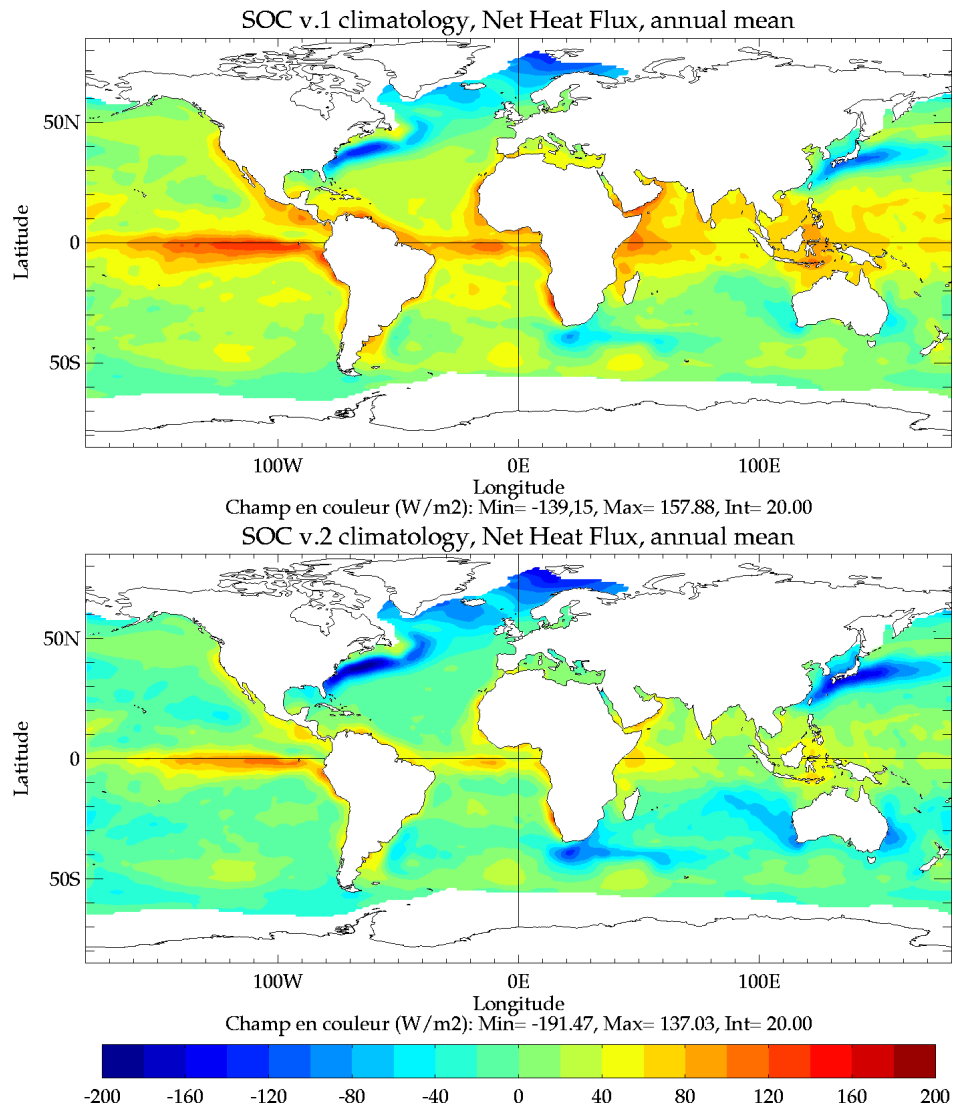 SOC v.1 climatology, Net Heat Flux, annual mean
50N
0
50S
Latitude
100W 0E 100E
Longitude
Champ en couleur (W/m2): Min= -139,15, Max= 157.88, Int= 20.00
SOC v.2 climatology, Net Heat Flux, annual mean
50N
0
50S
Latitude
100W 0E 100E
Longitude
Champ en couleur (W/m2): Min= -191.47, Max= 137.03, Int= 20.00
-200 -160 -120 -80 -40 0 40 80 120 160 200